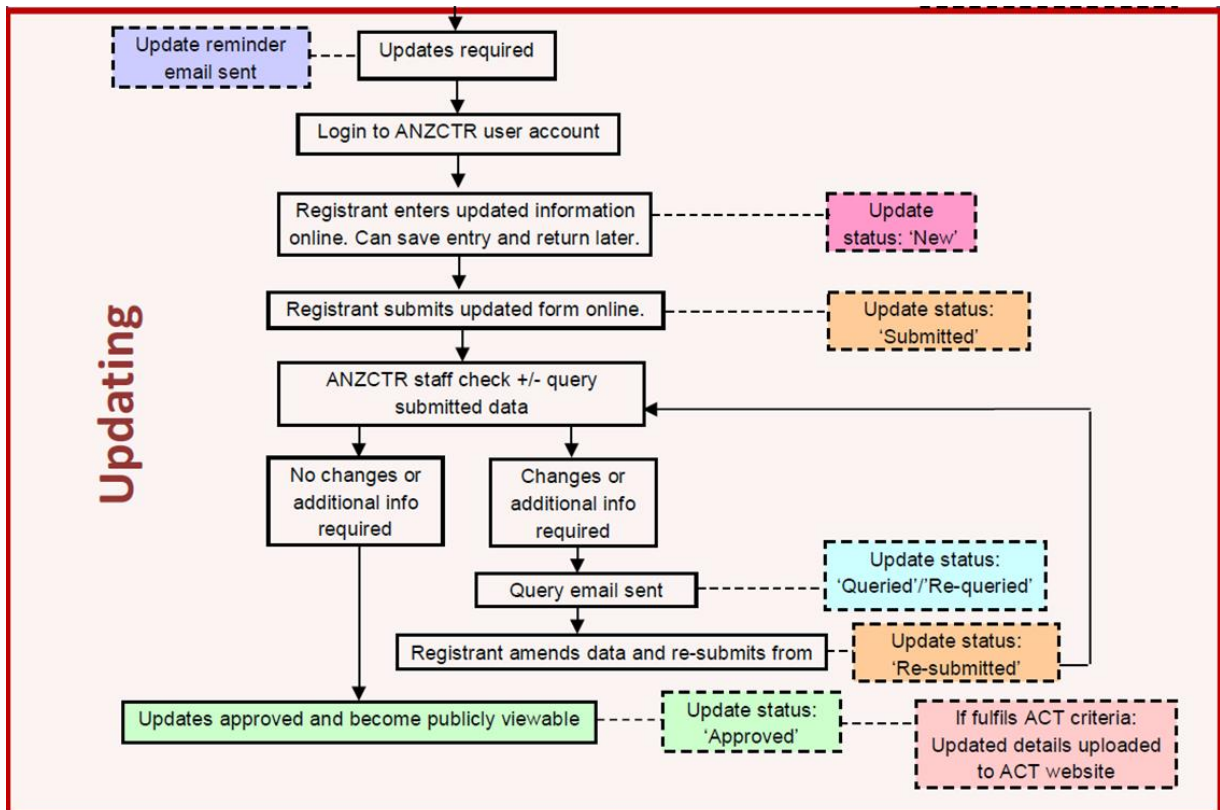 Update reminder
email sent
Updates required
Login to ANZCTR user account
Registrant enters updated information
online. Can save entry and return later.
Update
status: ‘New’
Registrant submits updated form online.
Update status:
‘Submitted’
Updating
ANZCTR staff check +/- query
submitted data
No changes or
additional info
required
Changes or
additional info
required
Query email sent
Update status:
‘Queried’/’Re-queried’
Registrant amends data and re-submits from
Update status:
‘Re-submitted’
Updates approved and become publicly viewable
Update status:
‘Approved’
If fulfils ACT criteria:
Updated details uploaded
to ACT website